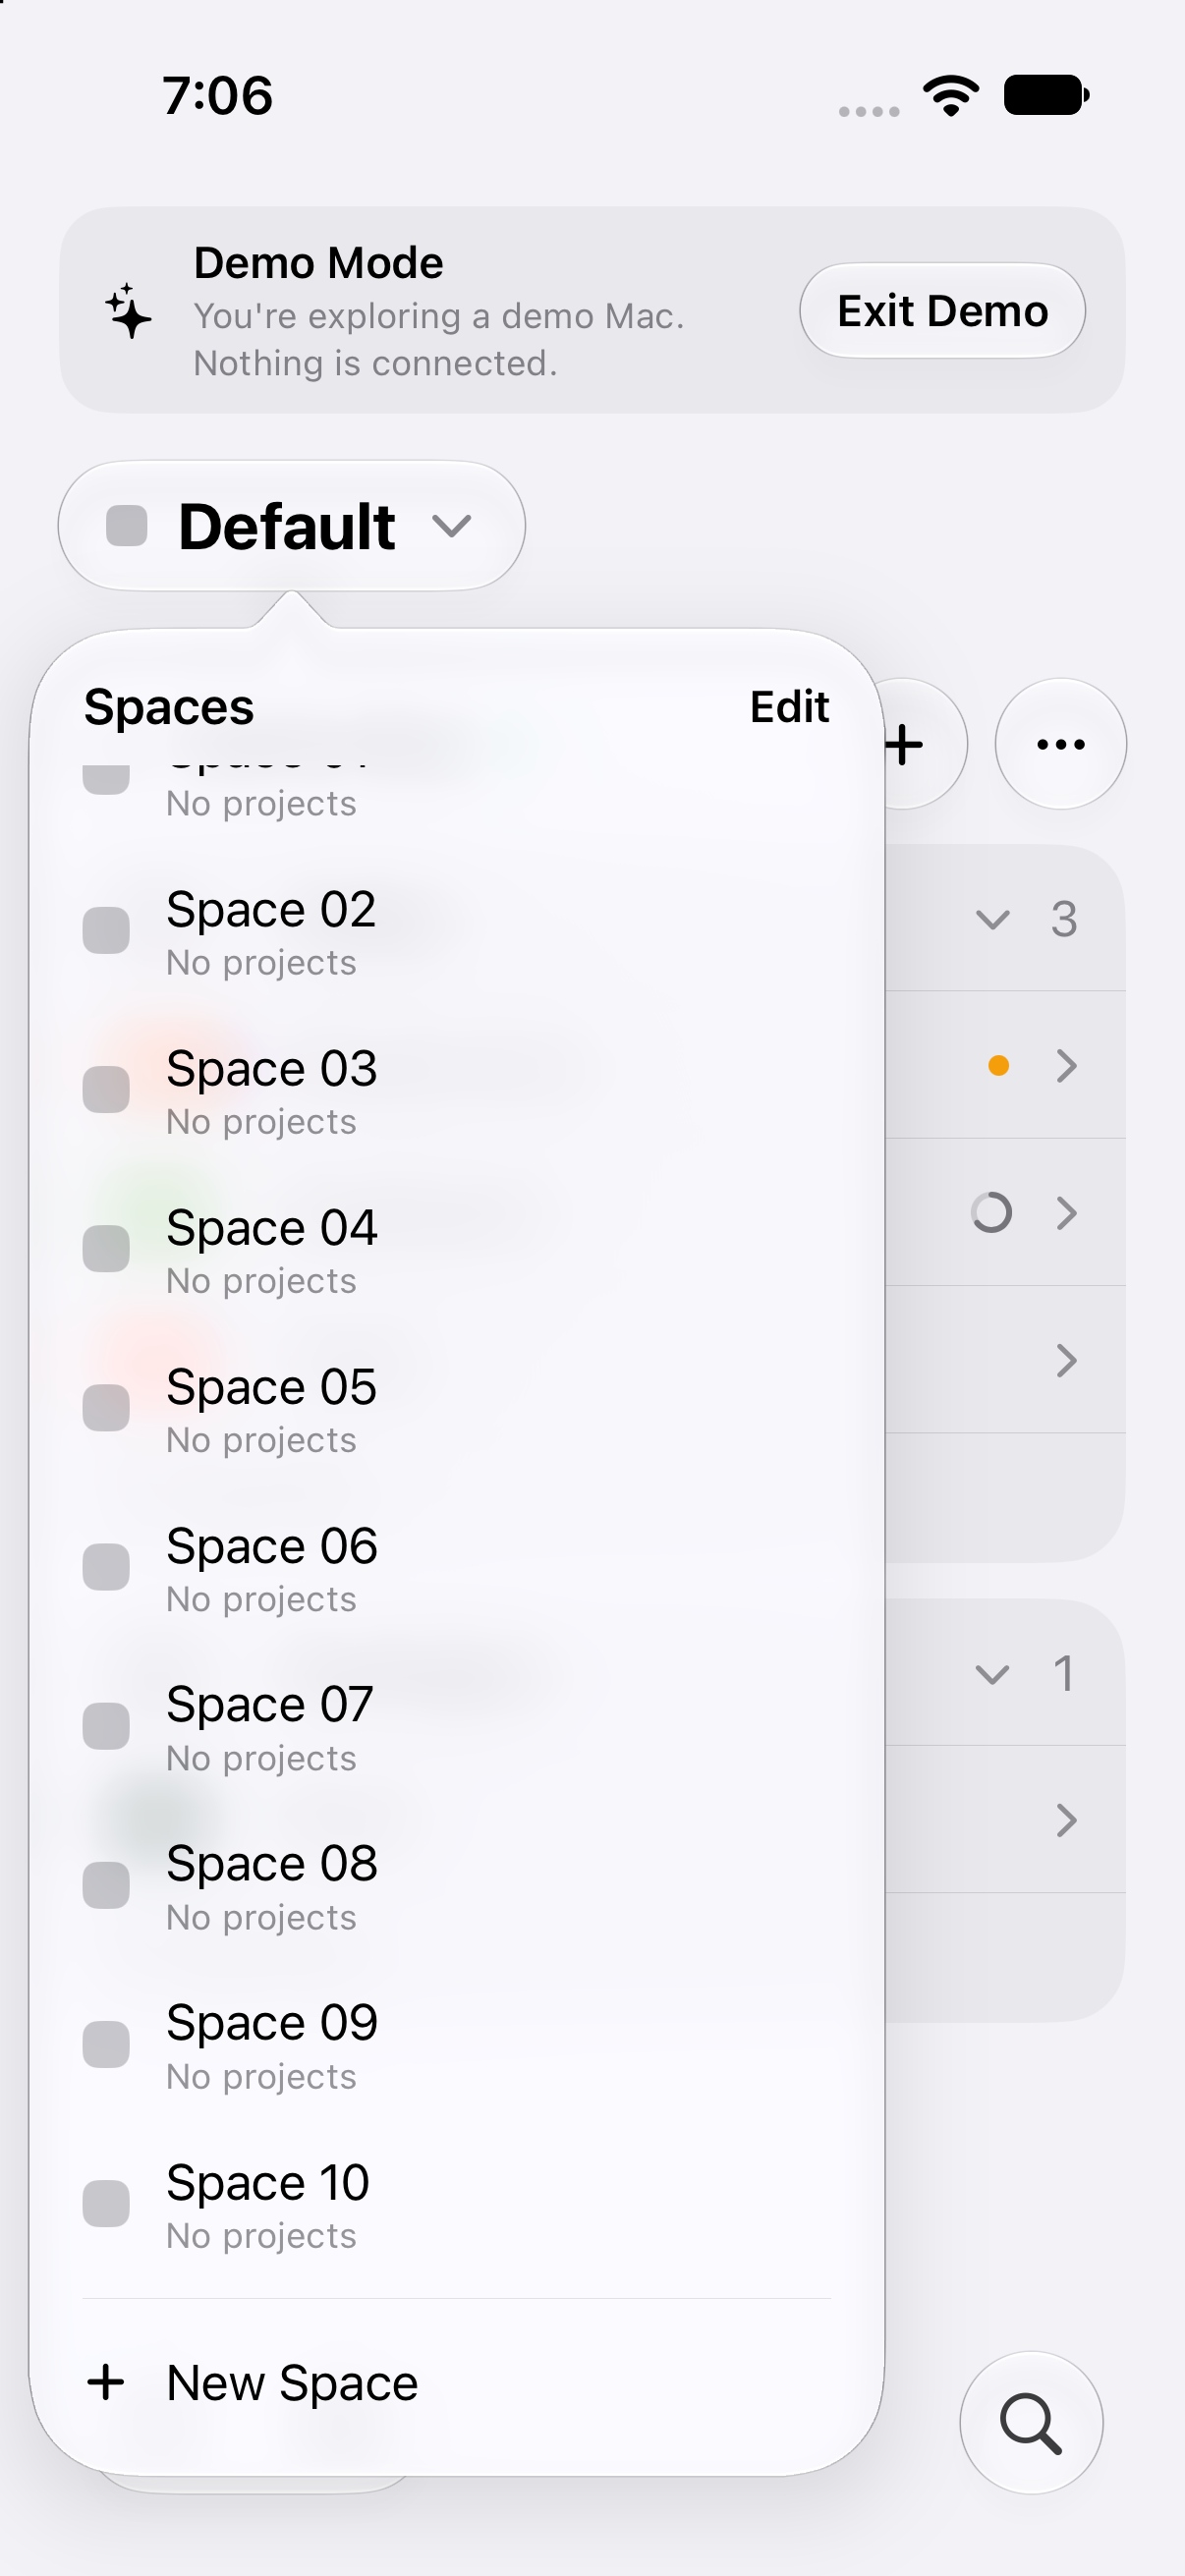 7:06
Demo Mode
You're exploring a demo Mac.
Nothing is connected.
Exit Demo
Default
Spaces
Edit
No projects
Space 02
No projects
Space 03
No projects
Space 04
No projects
Space 05
No projects
Space 06
No projects
Space 07
No projects
Space 08
No projects
Space 09
No projects
Space 10
No projects
New Space
3
1